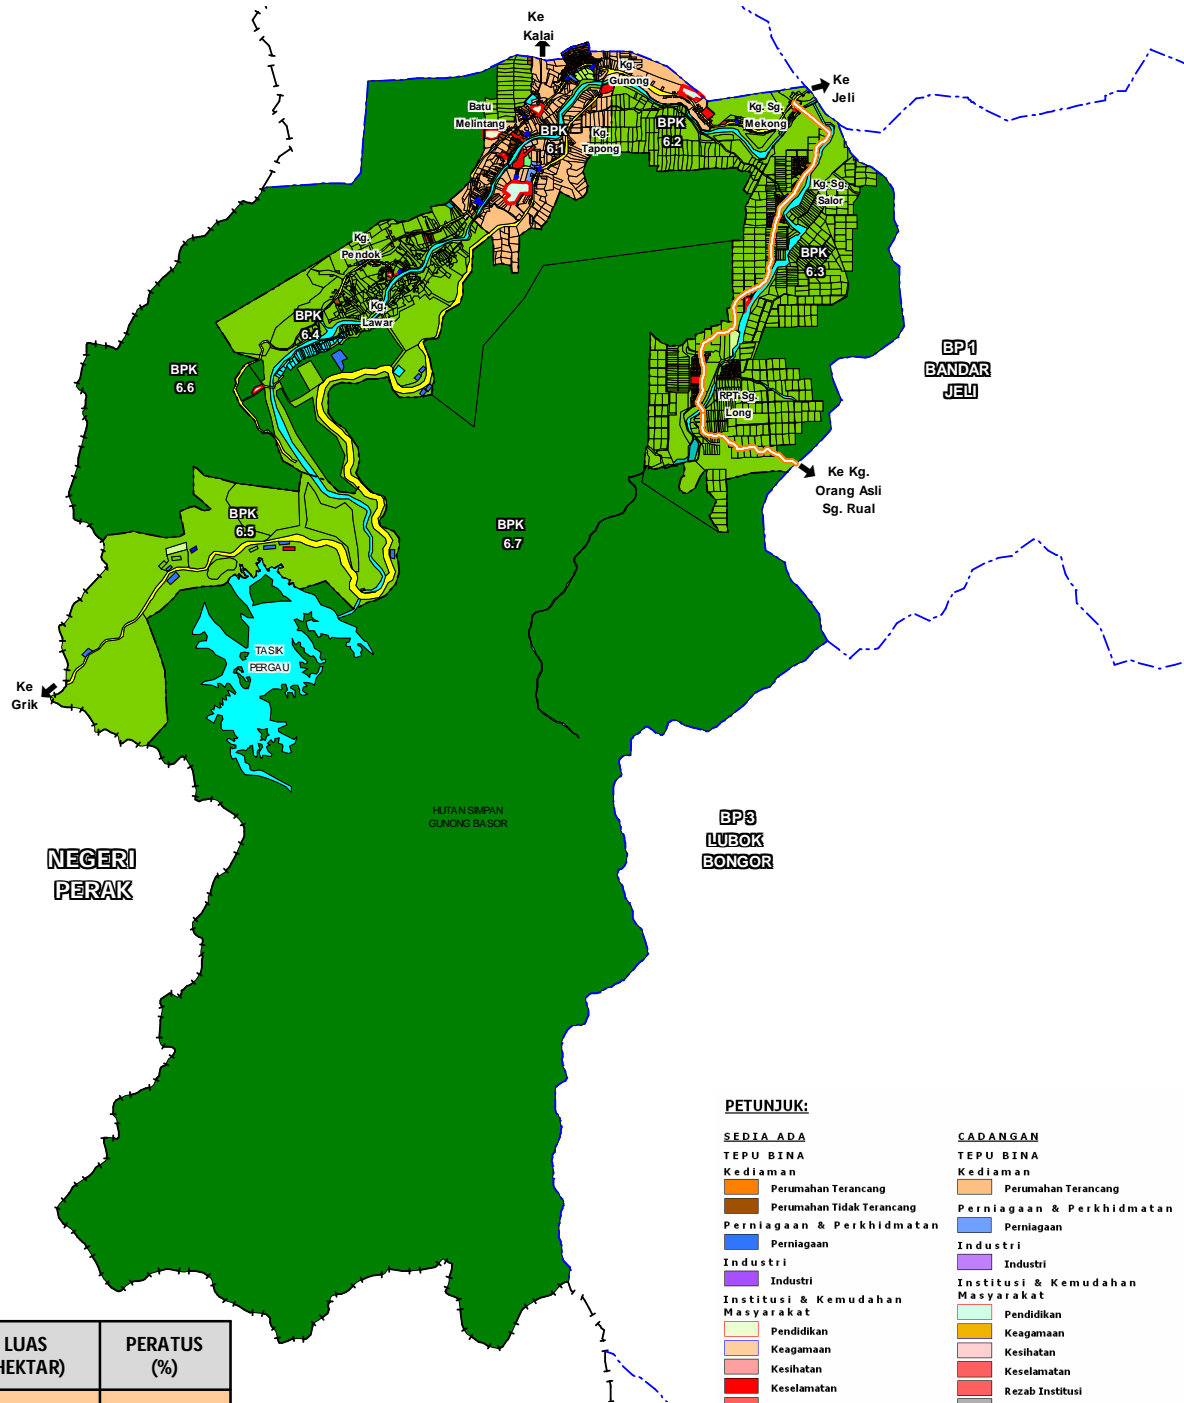 Ke
Kalai
Kg.
Gunong
Ke
Jeli
Batu
Melintang
BPK
6.1
Kg.
Tapong
BPK
6.2
Kg. Sg.
Mekong
Kg. Sg.
Salor
BPK
6.3
Kg.
Pendok
Kg.
Lawar
BPK
6.4
BPK
6.6
BP 1
BANDAR
JELI
RPT Sg.
Long
Ke Kg.
Orang Asli
Sg. Rual
BPK
6.5
BPK
6.7
TASIK
PERGAU
Ke
Grik
HUTAN SIMPAN
GUNONG BASOR
BP 3
LUBOK
BONGOR
NEGERI
PERAK
PETUNJUK:
SEDIA ADA
TEPU BINA
Kediaman
Perumahan Terancang
Perumahan Tidak Terancang
Perniagaan & Perkhidmatan
Perniagaan
Industri
Industri
Institusi & Kemudahan
Masyarakat
Pendidikan
Keagamaan
Kesihatan
Keselamatan
CADANGAN
TEPU BINA
Kediaman
Perumahan Terancang
Perniagaan & Perkhidmatan
Perniagaan
Industri
Industri
Institusi & Kemudahan
Masyarakat
Pendidikan
Keagamaan
Kesihatan
Keselamatan
Rezab Institusi
LUAS
HEKTAR)
PERATUS
(%)